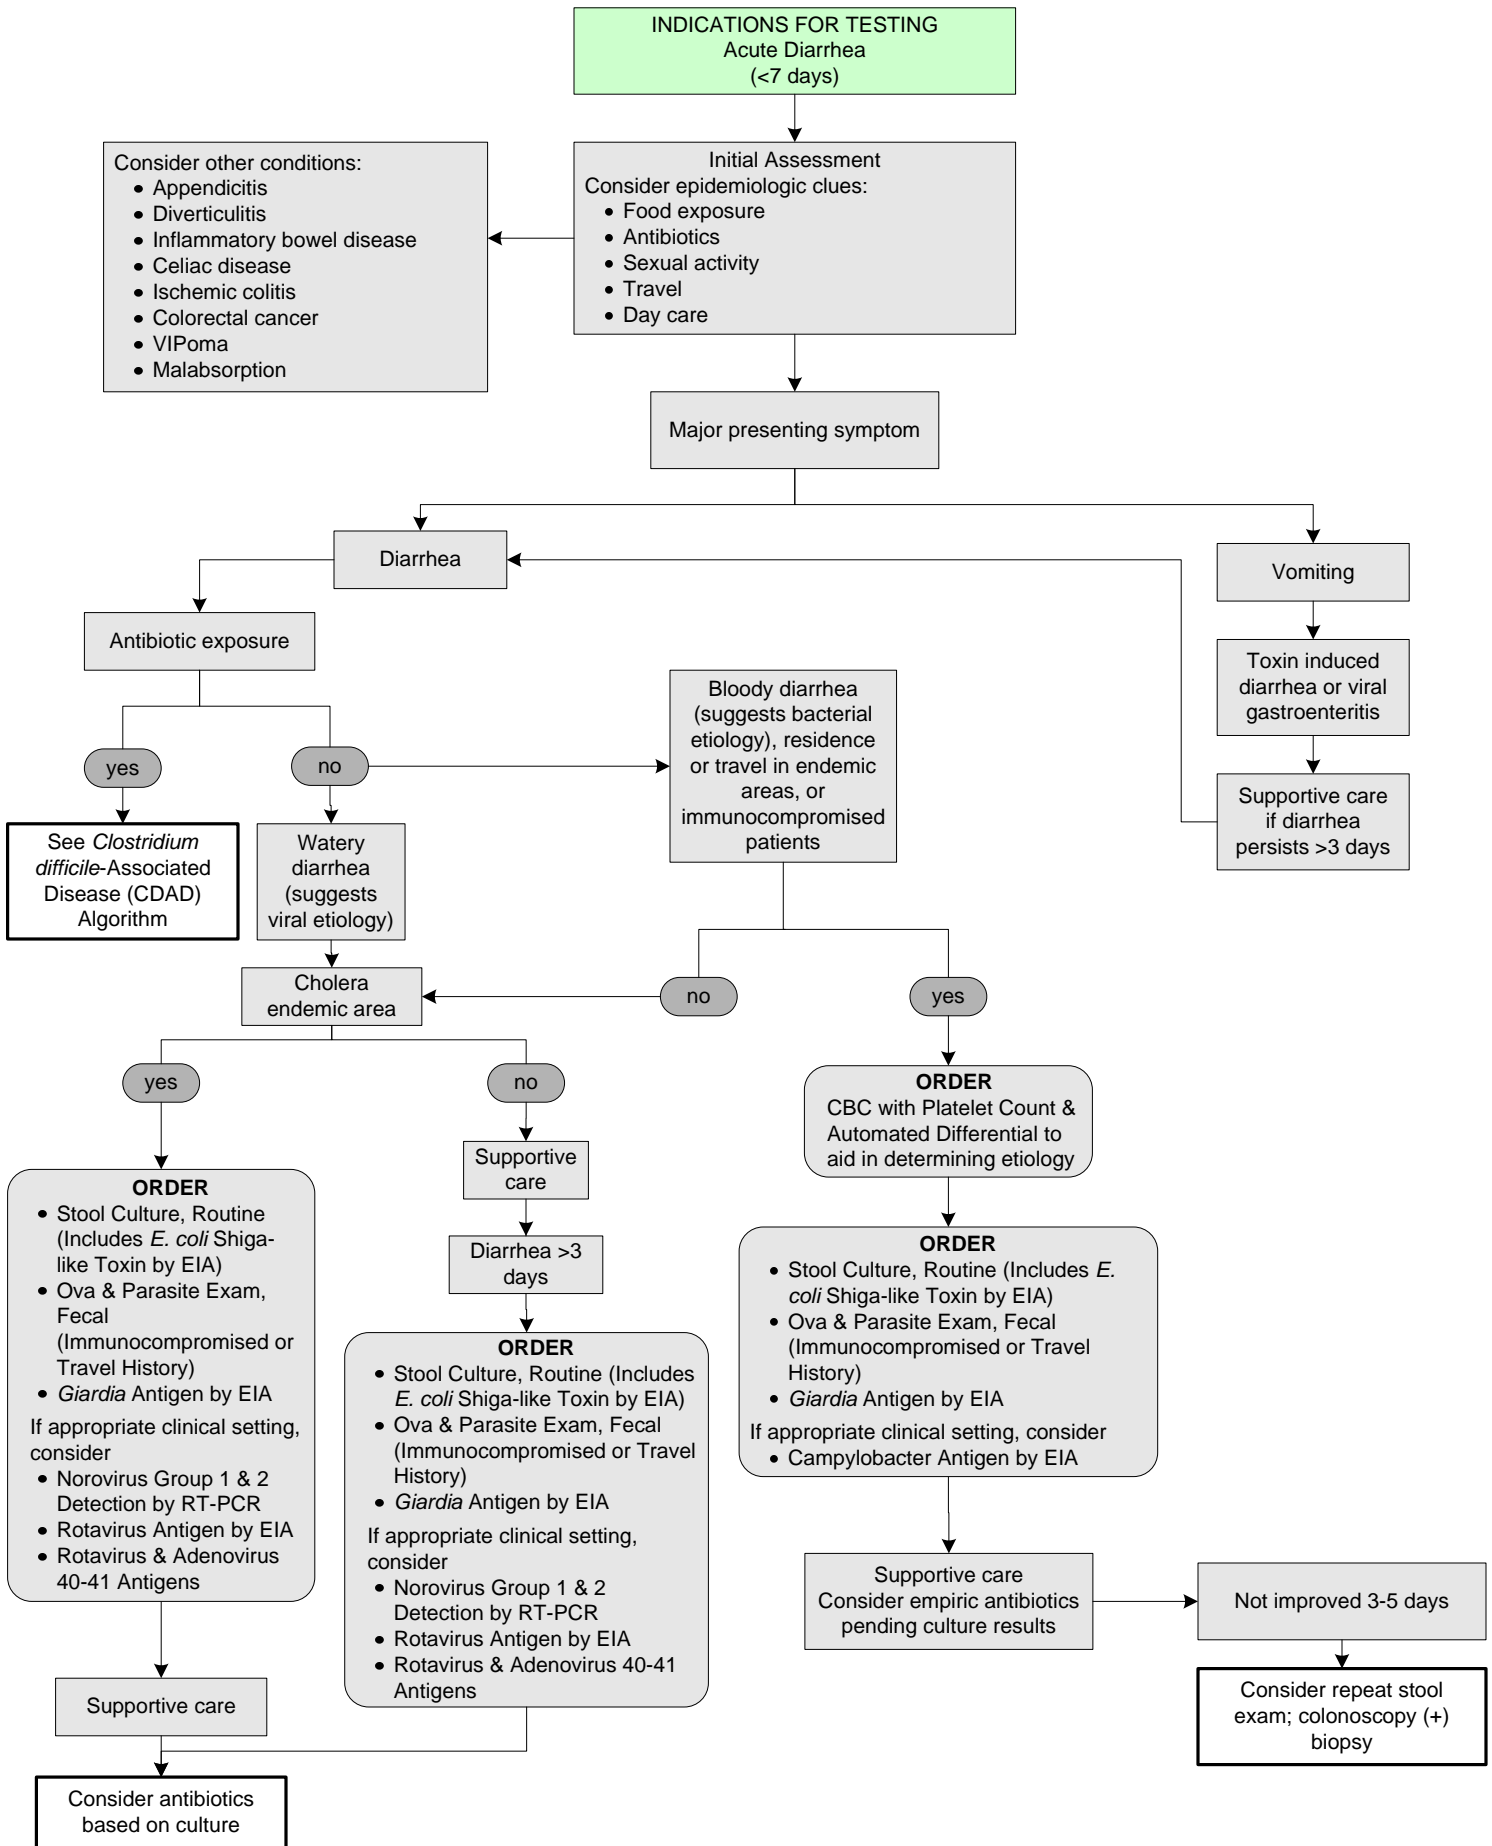 INDICATIONS FOR TESTING
Acute Diarrhea
(<7 days)
Consider other conditions:
• Appendicitis
• Diverticulitis
• Inflammatory bowel disease
• Celiac disease
• Ischemic colitis
• Colorectal cancer
• VIPoma
• Malabsorption
Initial Assessment
Consider epidemiologic clues:
• Food exposure
• Antibiotics
• Sexual activity
• Travel
• Day care
Major presenting symptom
Diarrhea
Vomiting
Antibiotic exposure
Toxin induced
diarrhea or viral
gastroenteritis
Bloody diarrhea
(suggests bacterial
etiology), residence
or travel in endemic
areas, or
immunocompromised
patients
yes
no
Supportive care
if diarrhea
persists >3 days
See Clostridium
difficile-Associated
Disease (CDAD)
Algorithm
Watery
diarrhea
(suggests
viral etiology)
Cholera
endemic area
no
yes
yes
no
ORDER
CBC with Platelet Count &
Automated Differential to
aid in determining etiology
Supportive
care
Diarrhea >3
days
ORDER
• Stool Culture, Routine
(Includes E. coli Shiga-
like Toxin by EIA)
• Ova & Parasite Exam,
Fecal
(Immunocompromised or
Travel History)
• Giardia Antigen by EIA
If appropriate clinical setting,
consider
• Norovirus Group 1 & 2
Detection by RT-PCR
• Rotavirus Antigen by EIA
• Rotavirus & Adenovirus
40-41 Antigens
ORDER
• Stool Culture, Routine (Includes
E. coli Shiga-like Toxin by EIA)
• Ova & Parasite Exam, Fecal
(Immunocompromised or Travel
History)
• Giardia Antigen by EIA
If appropriate clinical setting,
consider
• Norovirus Group 1 & 2
Detection by RT-PCR
• Rotavirus Antigen by EIA
• Rotavirus & Adenovirus 40-41
Antigens
ORDER
• Stool Culture, Routine (Includes E.
coli Shiga-like Toxin by EIA)
• Ova & Parasite Exam, Fecal
(Immunocompromised or Travel
History)
• Giardia Antigen by EIA
If appropriate clinical setting, consider
• Campylobacter Antigen by EIA
Supportive care
Consider empiric antibiotics
pending culture results
Not improved 3-5 days
Consider repeat stool
exam; colonoscopy (+)
biopsy
Supportive care
Consider antibiotics
based on culture